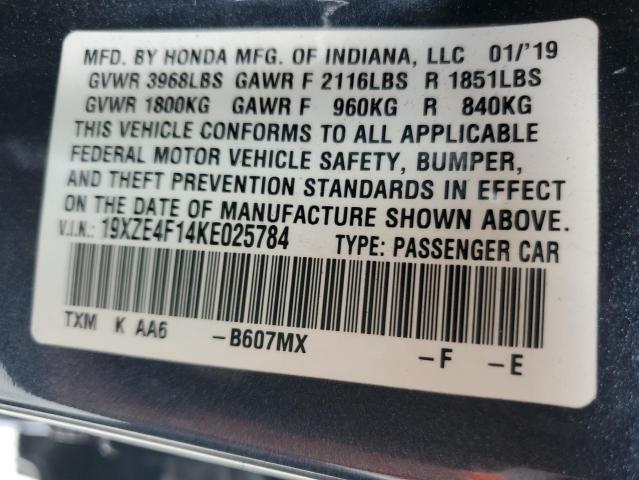 MFD. BY HONDA MFG. OF INDIANA, LLC 01/'19
GVWR 3968LBS GAWR F 2116LBS R 1851LBS
GVWR 1800KG GAWR F 960KG R 840KG
THIS VEHICLE CONFORMS TO ALL APPLICABLE
FEDERAL MOTOR VEHICLE SAFETY, BUMPER,
AND THEFT PREVENTION STANDARDS IN EFFECT
ON THE DATE OF MANUFACTURE SHOWN ABOVE.
V.I.N.: 19XZE4F14KE025784 TYPE: PASSENGER CAR
TXM K AA6 –B607MX –F –E